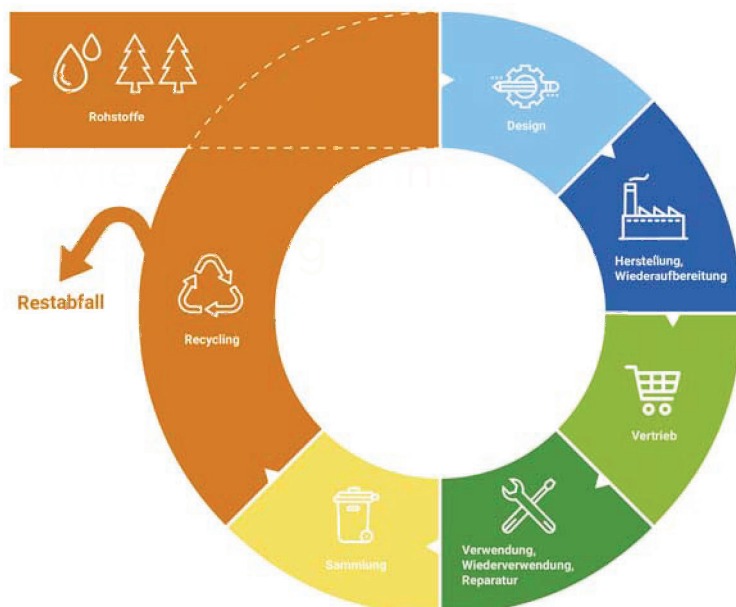 Rohstoffe
Design
Herstellung,
Wiederaufbereitung
Vertrieb
Verwendung,
Wiederverwendung,
Reparatur
Sammlung
Recycling
Restabfall